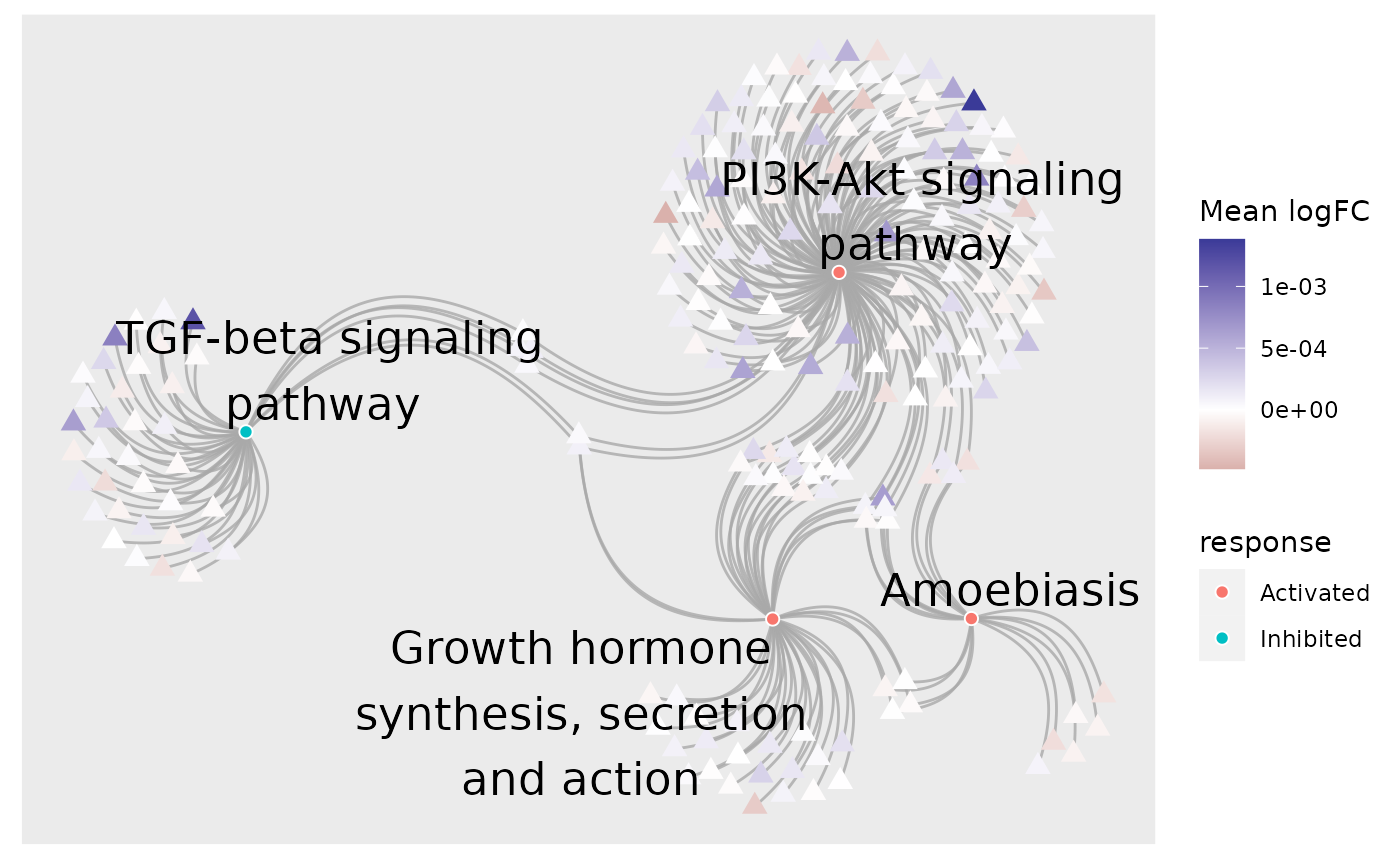 PI3K-Akt signaling
pathway
TGF-beta signaling
pathway
Amoebiasis
Growth hormone
synthesis, secretion
and action
Mean logFC
1e-03
5e-04
0e+00
response
Activated
Inhibited